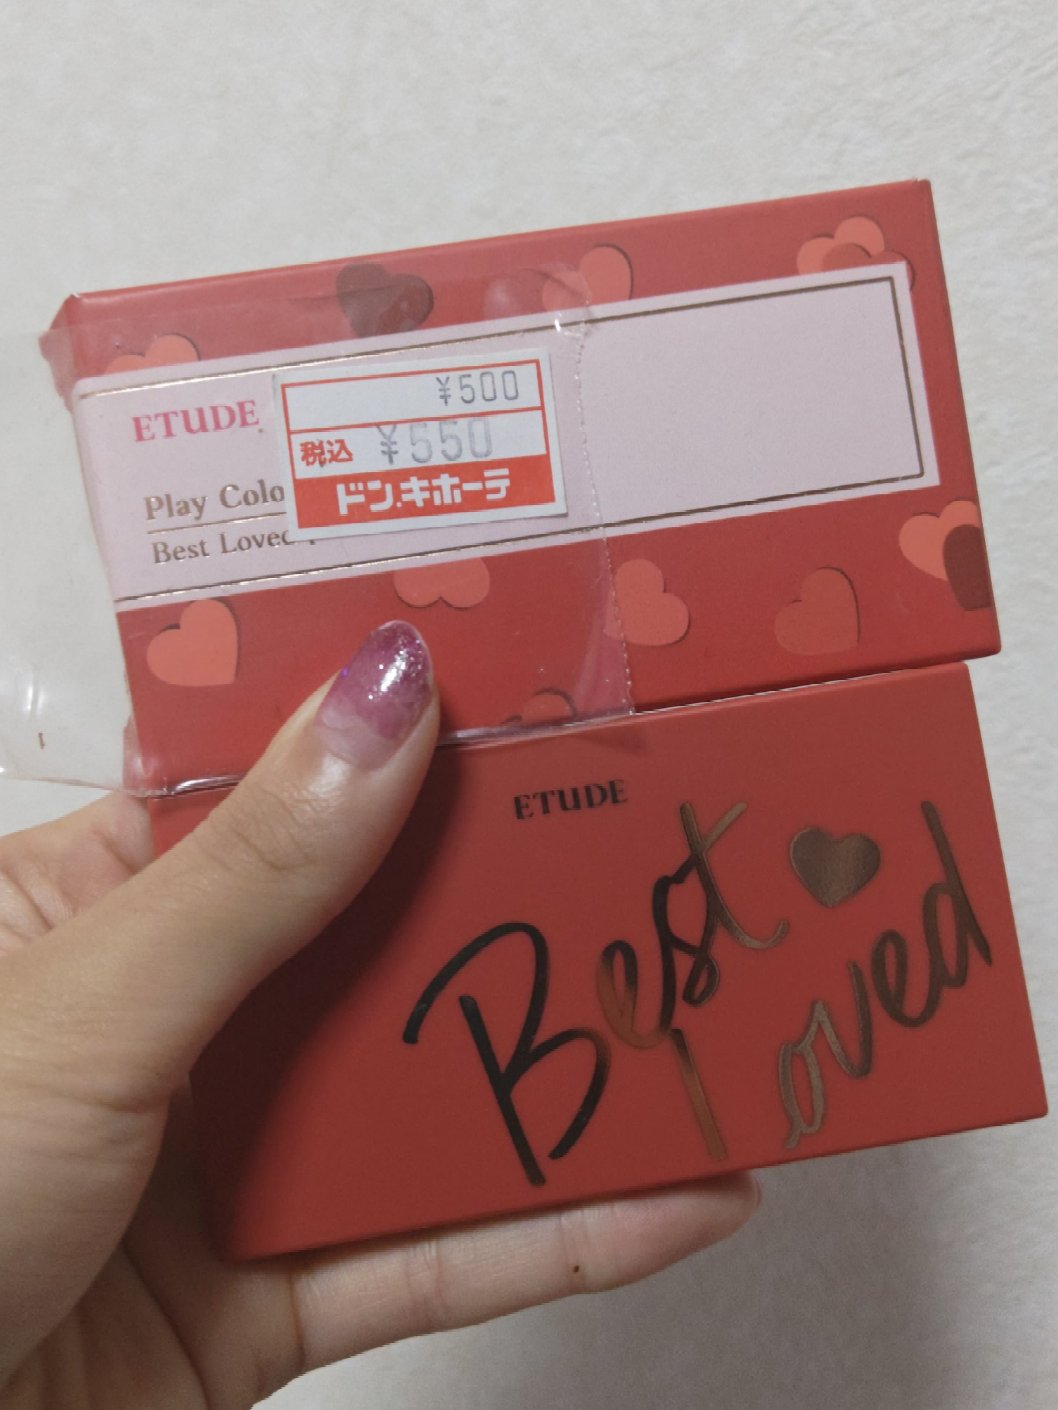 ETUDE
Play Colo
Best Loved
¥500
税込 ¥550
ドン.キホーテ
ETUDE
Best
Loved